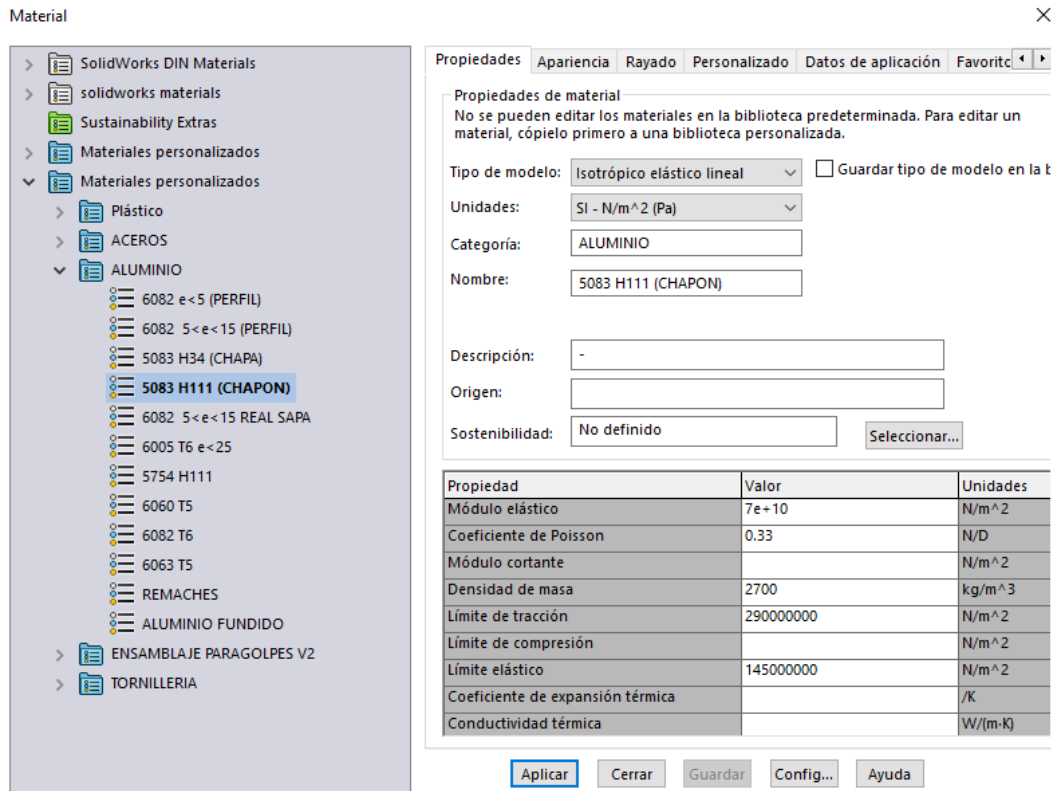 Material
SolidWorks DIN Materials
solidworks materials
Sustainability Extras
Materiales personalizados
Materiales personalizados
Plástico
ACEROS
ALUMINIO
6082 e<5 (PERFIL)
6082 5<e<15 (PERFIL)
5083 H34 (CHAPA)
5083 H111 (CHAPON)
6082 5<e<15 REAL SAPA
6005 T6 e<25
5754 H111
6060 T5
6082 T6
6063 T5
REMACHES
ALUMINIO FUNDIDO
ENSAMBLAJE PARAGOLPES V2
TORNILLERIA
Propiedades Apariencia Rayado Personalizado Datos de aplicación Favoritc
Propiedades de material
No se pueden editar los materiales en la biblioteca predeterminada. Para editar un
material, cópielo primero a una biblioteca personalizada.
Tipo de modelo: Isotrópico elástico lineal Guardar tipo de modelo en la b
Unidades: SI - N/m^2 (Pa)
Categoría: ALUMINIO
Nombre: 5083 H111 (CHAPON)
Descripción: -
Origen:
Sostenibilidad: No definido Seleccionar...
Propiedad Valor Unidades
Módulo elástico 7e+10 N/m^2
Coeficiente de Poisson 0.33 N/D
Módulo cortante N/m^2
Densidad de masa 2700 kg/m^3
Límite de tracción 290000000 N/m^2
Límite de compresión N/m^2
Límite elástico 145000000 N/m^2
Coeficiente de expansión térmica /K
Conductividad térmica W/(m·K)
Aplicar Cerrar Guardar Config... Ayuda